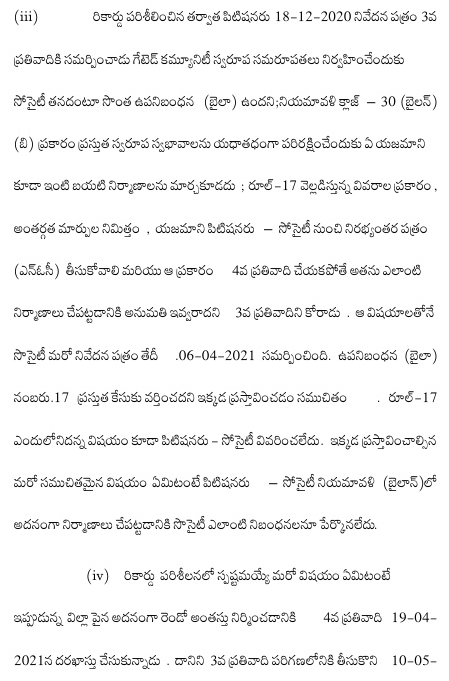 (iii) రికార్డు పరిశీలించిన తర్వాత పిటిషనరు 18-12-2020 నివేదన పత్రం 3వ
ప్రతివాదికి సమర్పించాడు గేటెడ్ కమ్యూనిటీ స్వరూప సమరూపతలు నిర్వహించేందుకు
సోసైటీ తనదంటూ సొంత ఉపనిబంధన (బైలా) ఉందని;నియమావళి క్లాజ్ – 30 (బైలన్)
(బి) ప్రకారం ప్రస్తుత స్వరూప స్వభావాలను యధాతధంగా పరిరక్షించేందుకు ఏ యజమాని
కూడా ఇంటి బయటి నిర్మాణాలను మార్చకూడదు ; రూల్-17 వెల్లడిస్తున్న వివరాల ప్రకారం ,
అంతర్గత మార్పుల నిమిత్తం , యజమాని పిటిషనరు – సోసైటీ నుంచి నిరభ్యంతర పత్రం
(ఎన్ఓసీ) తీసుకోవాలి మరియు ఆ ప్రకారం 4వ ప్రతివాది చేయకపోతే అతను ఎలాంటి
నిర్మాణాలు చేపట్టడానికి అనుమతి ఇవ్వరాదని 3వ ప్రతివాదిని కోరాడు . ఆ విషయాలతోనే
సొసైటీ మరో నివేదన పత్రం తేదీ .06-04-2021 సమర్పించింది. ఉపనిబంధన (బైలా)
నంబరు.17 ప్రస్తుత కేసుకు వర్తించదని ఇక్కడ ప్రస్తావించడం సముచితం . రూల్-17
ఎందులోనిదన్న విషయం కూడా పిటిషనరు – సోసైటీ వివరించలేదు. ఇక్కడ ప్రస్తావించాల్సిన
మరో సముచితమైన విషయం ఏమిటంటే పిటిషనరు – సోసైటీ నియమావళి (బైలాన్)లో
అదనంగా నిర్మాణాలు చేపట్టడానికి సొసైటీ ఎలాంటి నిబంధనలనూ పేర్కొనలేదు.
(iv) రికార్డు పరిశీలనలో స్పష్టమయ్యే మరో విషయం ఏమిటంటే
ఇప్పుడున్న విల్లా పైన అదనంగా రెండో అంతస్తు నిర్మించడానికి 4వ ప్రతివాది 19-04-
2021న దరఖాస్తు చేసుకున్నాడు . దానిని 3వ ప్రతివాది పరిగణలోనికి తీసుకొని 10-05-